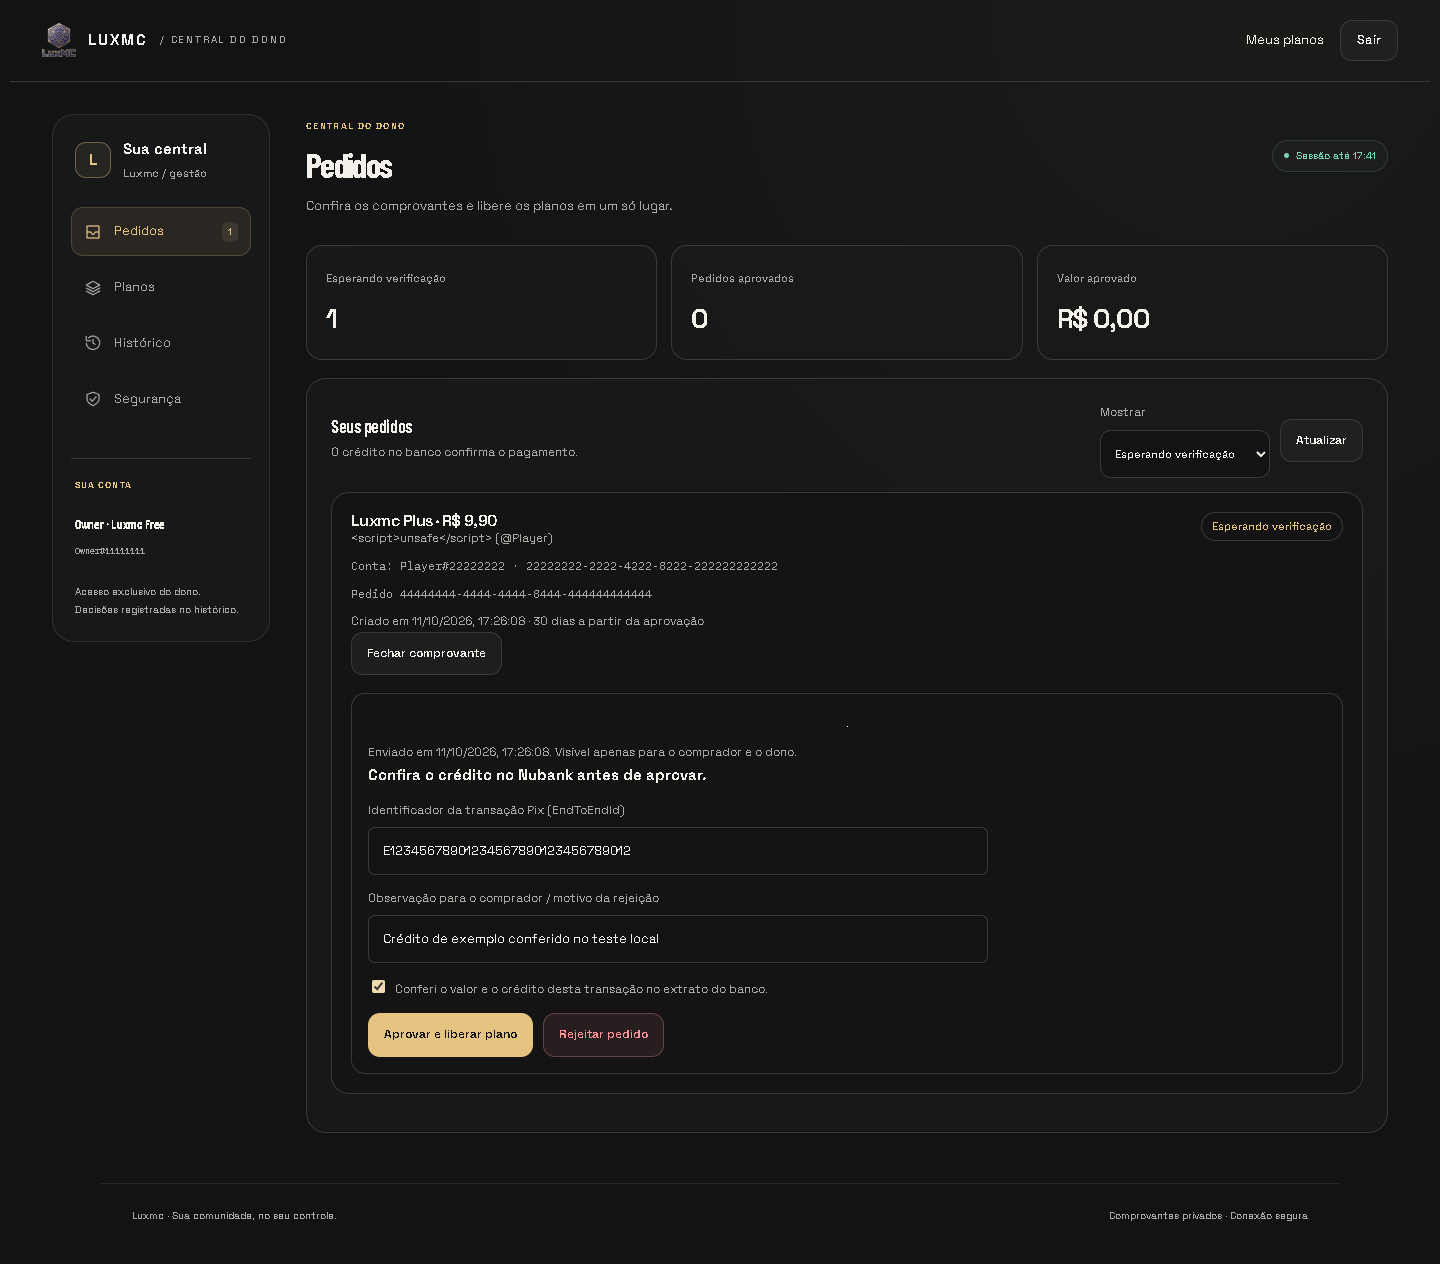 LuxMC
LUXMC / CENTRAL DO DONO
Meus planos
Sair
L
Sua central
Luxmc / gestão
Pedidos
1
Planos
Histórico
Segurança
SUA CONTA
Owner · Luxmc Free
Owner#11111111
Acesso exclusivo do dono.
Decisões registradas no histórico.
CENTRAL DO DONO
Pedidos
Confira os comprovantes e libere os planos em um só lugar.
Sessão até 17:41
Esperando verificação
1
Pedidos aprovados
0
Valor aprovado
R$ 0,00
Seus pedidos
O crédito no banco confirma o pagamento.
Mostrar
Esperando verificação
Atualizar
Luxmc Plus · R$ 9,90
<script>unsafe</script> (@Player)
Esperando verificação
Conta: Player#22222222 · 22222222-2222-4222-8222-222222222222
Pedido 44444444-4444-4444-8444-444444444444
Criado em 11/10/2026, 17:26:08 · 30 dias a partir da aprovação
Fechar comprovante
Enviado em 11/10/2026, 17:26:08. Visível apenas para o comprador e o dono.
Confira o crédito no Nubank antes de aprovar.
Identificador da transação Pix (EndToEndId)
E12345678901234567890123456789012
Observação para o comprador / motivo da rejeição
Crédito de exemplo conferido no teste local
Conferi o valor e o crédito desta transação no extrato do banco.
Aprovar e liberar plano
Rejeitar pedido
Luxmc · Sua comunidade, no seu controle.
Comprovantes privados · Conexão segura